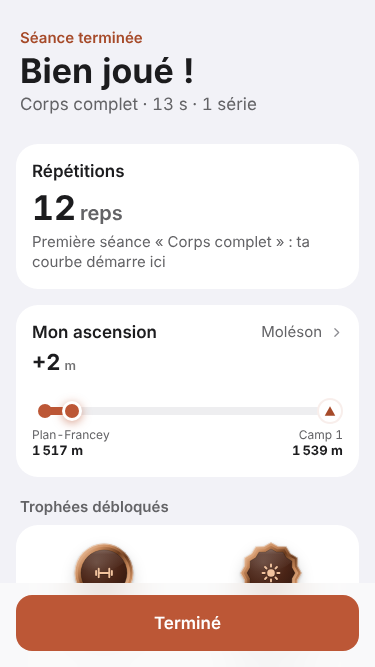 Séance terminée
Bien joué !
Corps complet · 13 s · 1 série
Répétitions
12 reps
Première séance « Corps complet » : ta
courbe démarre ici
Mon ascension
Moléson
+2 m
Plan-Francey
Camp 1
1 517 m
1 539 m
Trophées débloqués
Terminé